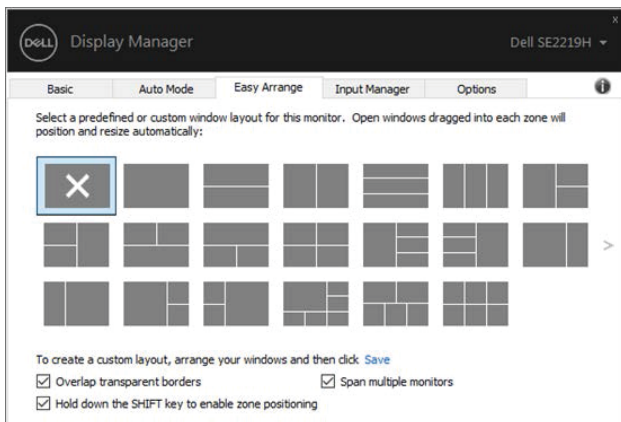 x
DELL Display Manager Dell SE2219H
Basic Auto Mode Easy Arrange Input Manager Options
Select a predefined or custom window layout for this monitor. Open windows dragged into each zone will
position and resize automatically:
To create a custom layout, arrange your windows and then click Save
Overlap transparent borders Span multiple monitors
Hold down the SHIFT key to enable zone positioning